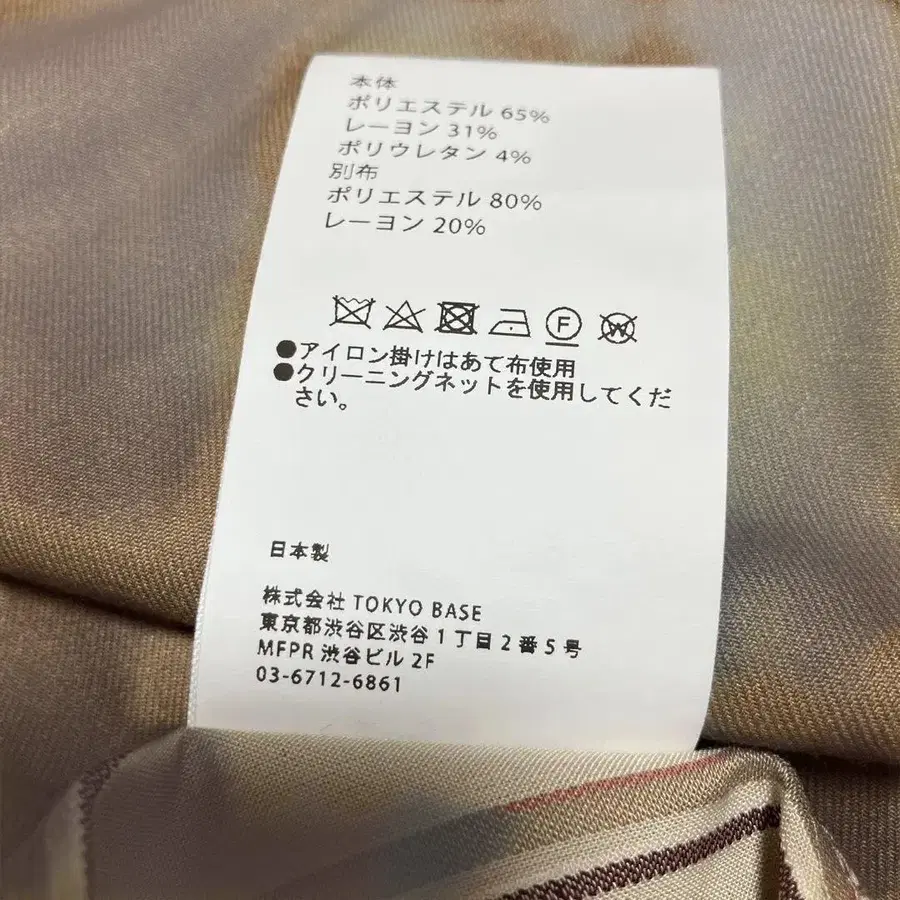 本体
ポリエステル 65%
レーヨン 31%
ポリウレタン 4%
別布
ポリエステル 80%
レーヨン 20%
F W
●アイロン掛けはあて布使用
●クリーニングネットを使用してくだ
さい。
日本製
株式会社 TOKYO BASE
東京都渋谷区渋谷1丁目2番5号
MFPR 渋谷ビル 2F
03-6712-6861